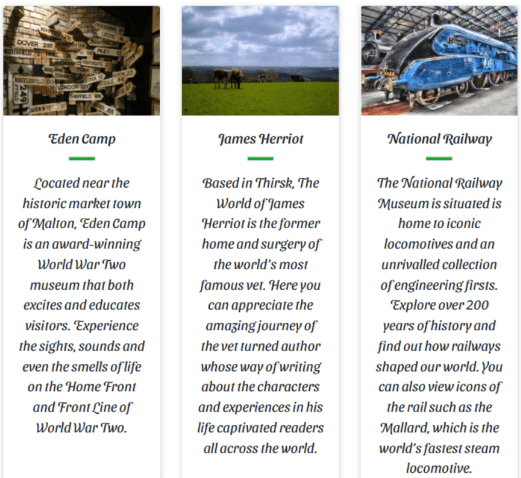 DOVER
Eden Camp
Located near the
historic market town
of Malton, Eden Camp
is an award-winning
World War Two
museum that both
excites and educates
visitors. Experience
the sights, sounds and
even the smells of life
on the Home Front
and Front Line of
World War Two.
James Herriot
Based in Thirsk, The
World of James
Herriot is the former
home and surgery of
the world's most
famous vet. Here you
can appreciate the
amazing journey of
the vet turned author
whose way of writing
about the characters
and experiences in his
life captivated readers
all across the world.
National Railway
The National Railway
Museum is situated is
home to iconic
locomotives and an
unrivalled collection
of engineering firsts.
Explore over 200
years of history and
find out how railways
shaped our world. You
can also view icons of
the rail such as the
Mallard, which is the
world's fastest steam
locomotive.